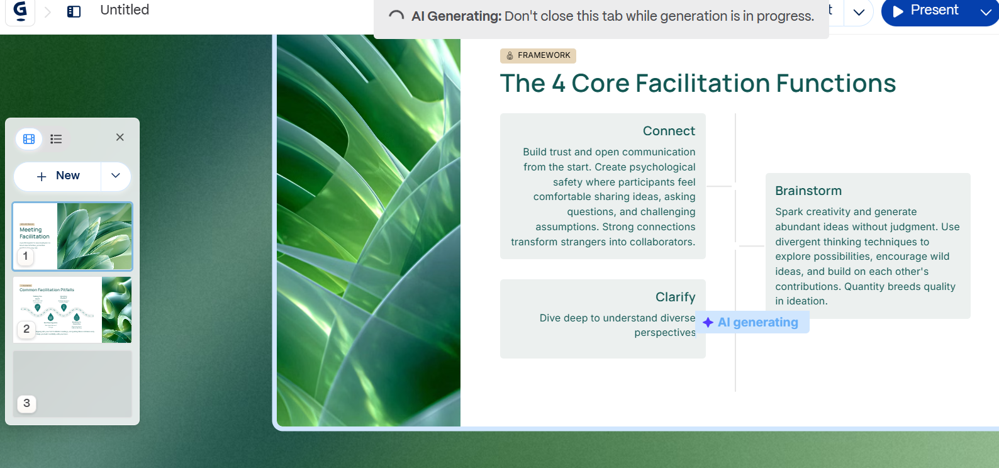 Untitled
AI Generating: Don't close this tab while generation is in progress.
Present
New
Meeting
Facilitation
1
Common Facilitation Pitfalls
2
3
FRAMEWORK
The 4 Core Facilitation Functions
Connect
Build trust and open communication
from the start. Create psychological
safety where participants feel
comfortable sharing ideas, asking
questions, and challenging
assumptions. Strong connections
transform strangers into collaborators.
Brainstorm
Spark creativity and generate
abundant ideas without judgment. Use
divergent thinking techniques to
explore possibilities, encourage wild
ideas, and build on each other's
contributions. Quantity breeds quality
in ideation.
Clarify
Dive deep to understand diverse
perspectives
AI generating